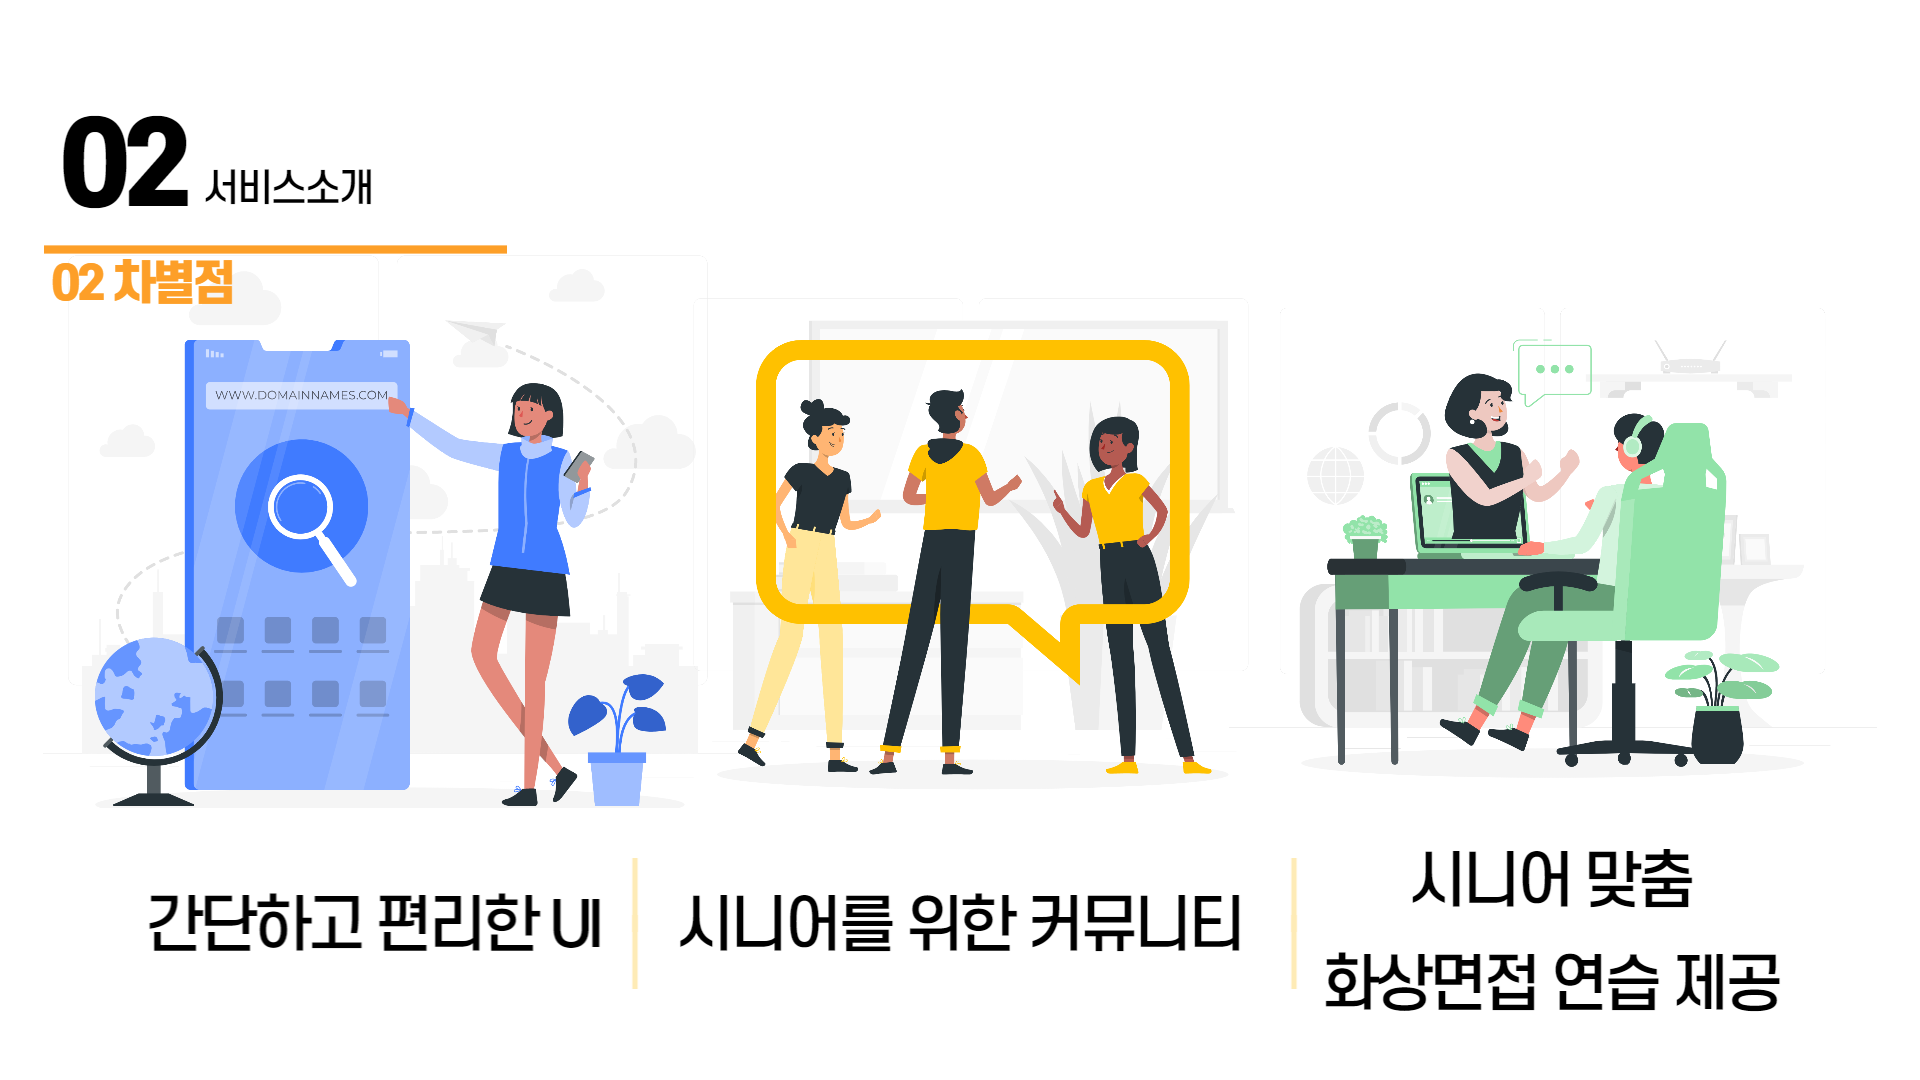 02 서비스소개
02 차별점
WWW.DOMAINNAMES.COM
간단하고 편리한 UI
시니어를 위한 커뮤니티
시니어 맞춤
화상면접 연습 제공